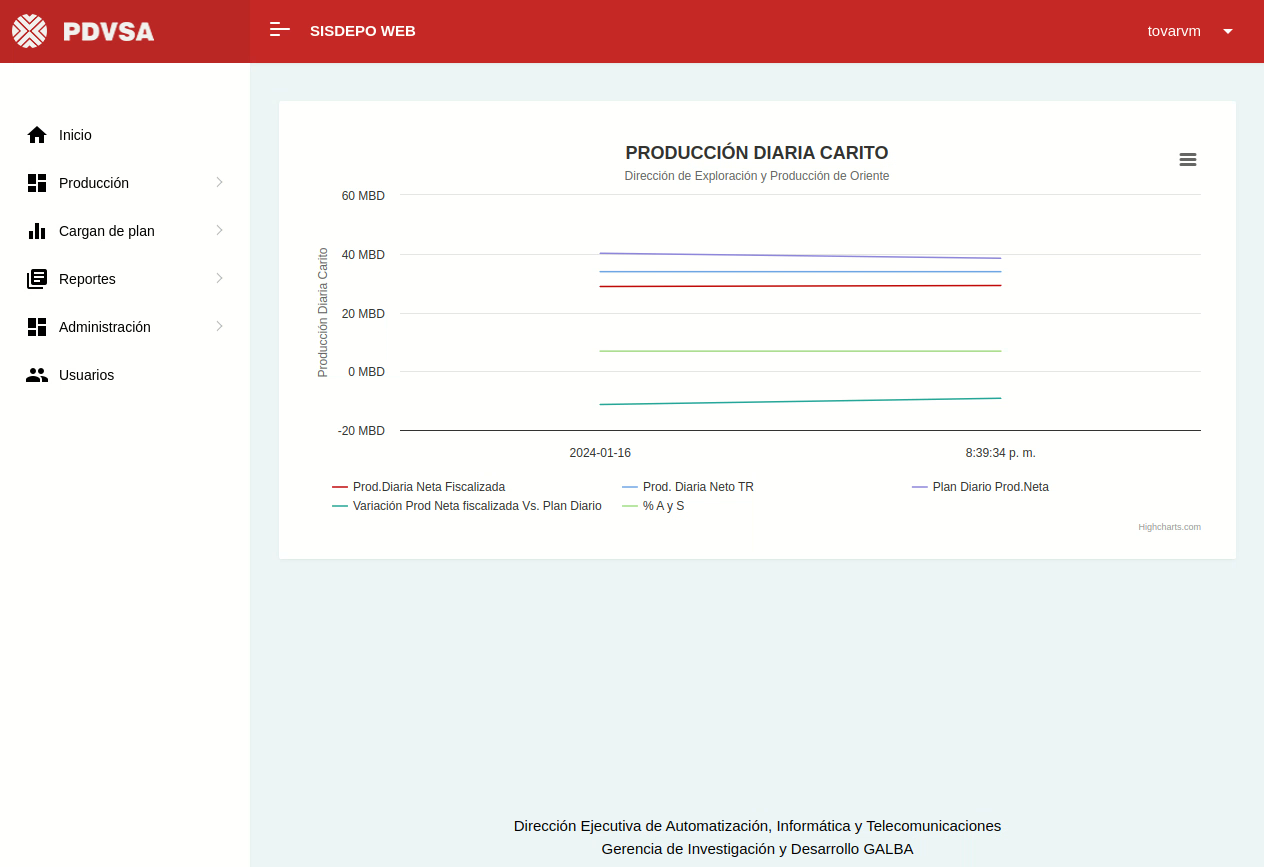 PDVSA
SISDEPO WEB
tovarvm
Inicio
Producción
Cargan de plan
Reportes
Administración
Usuarios
PRODUCCIÓN DIARIA CARITO
Dirección de Exploración y Producción de Oriente
Producción Diaria Carito
60 MBD
40 MBD
20 MBD
0 MBD
-20 MBD
2024-01-16
8:39:34 p. m.
Prod.Diaria Neta Fiscalizada
Prod. Diaria Neto TR
Plan Diario Prod.Neta
Variación Prod Neta fiscalizada Vs. Plan Diario
% A y S
Highcharts.com
Dirección Ejecutiva de Automatización, Informática y Telecomunicaciones
Gerencia de Investigación y Desarrollo GALBA